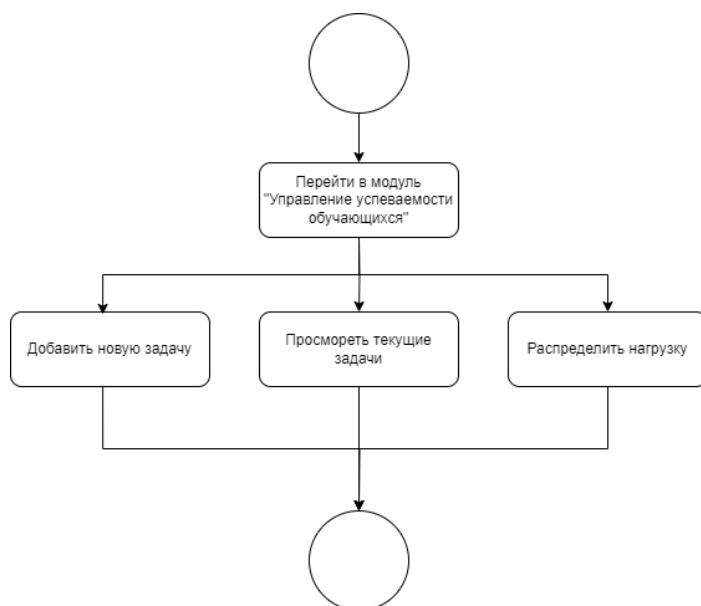 Перейти в модуль
"Управление успеваемости
обучающихся"
Добавить новую задачу
Просмореть текущие
задачи
Распределить нагрузку